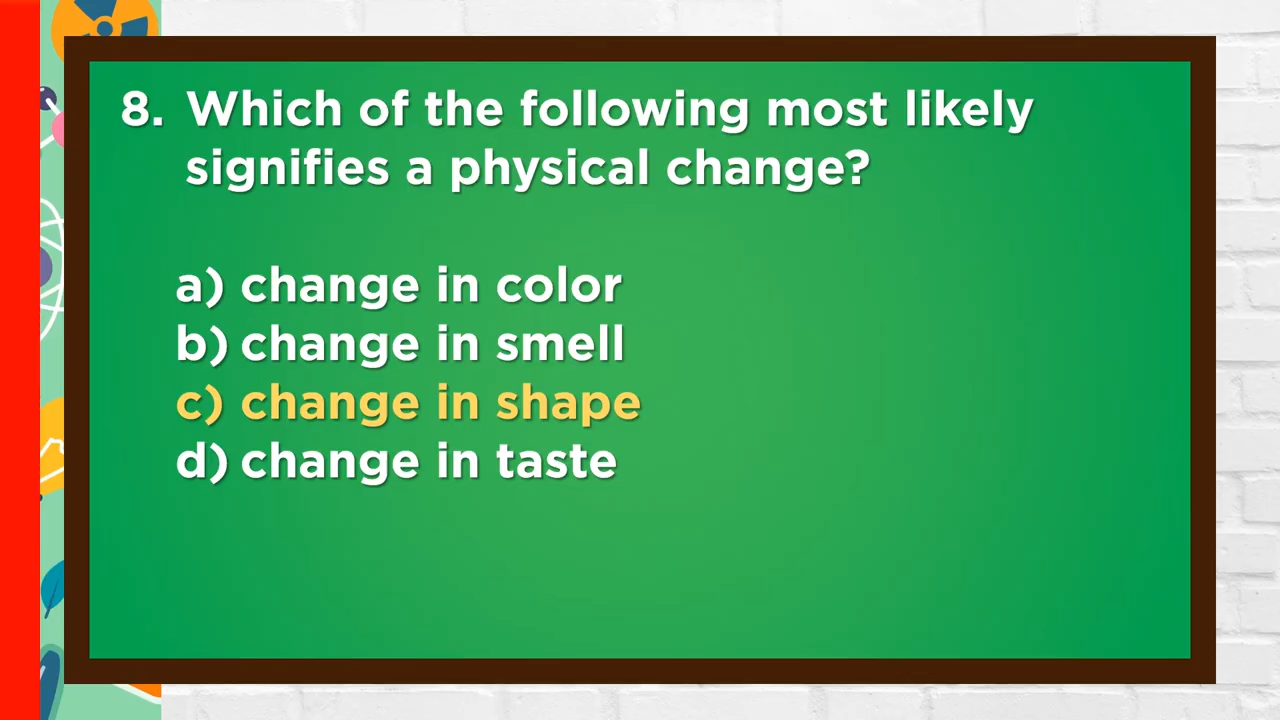 8. Which of the following most likely
signifies a physical change?
a) change in color
b) change in smell
c) change in shape
d) change in taste